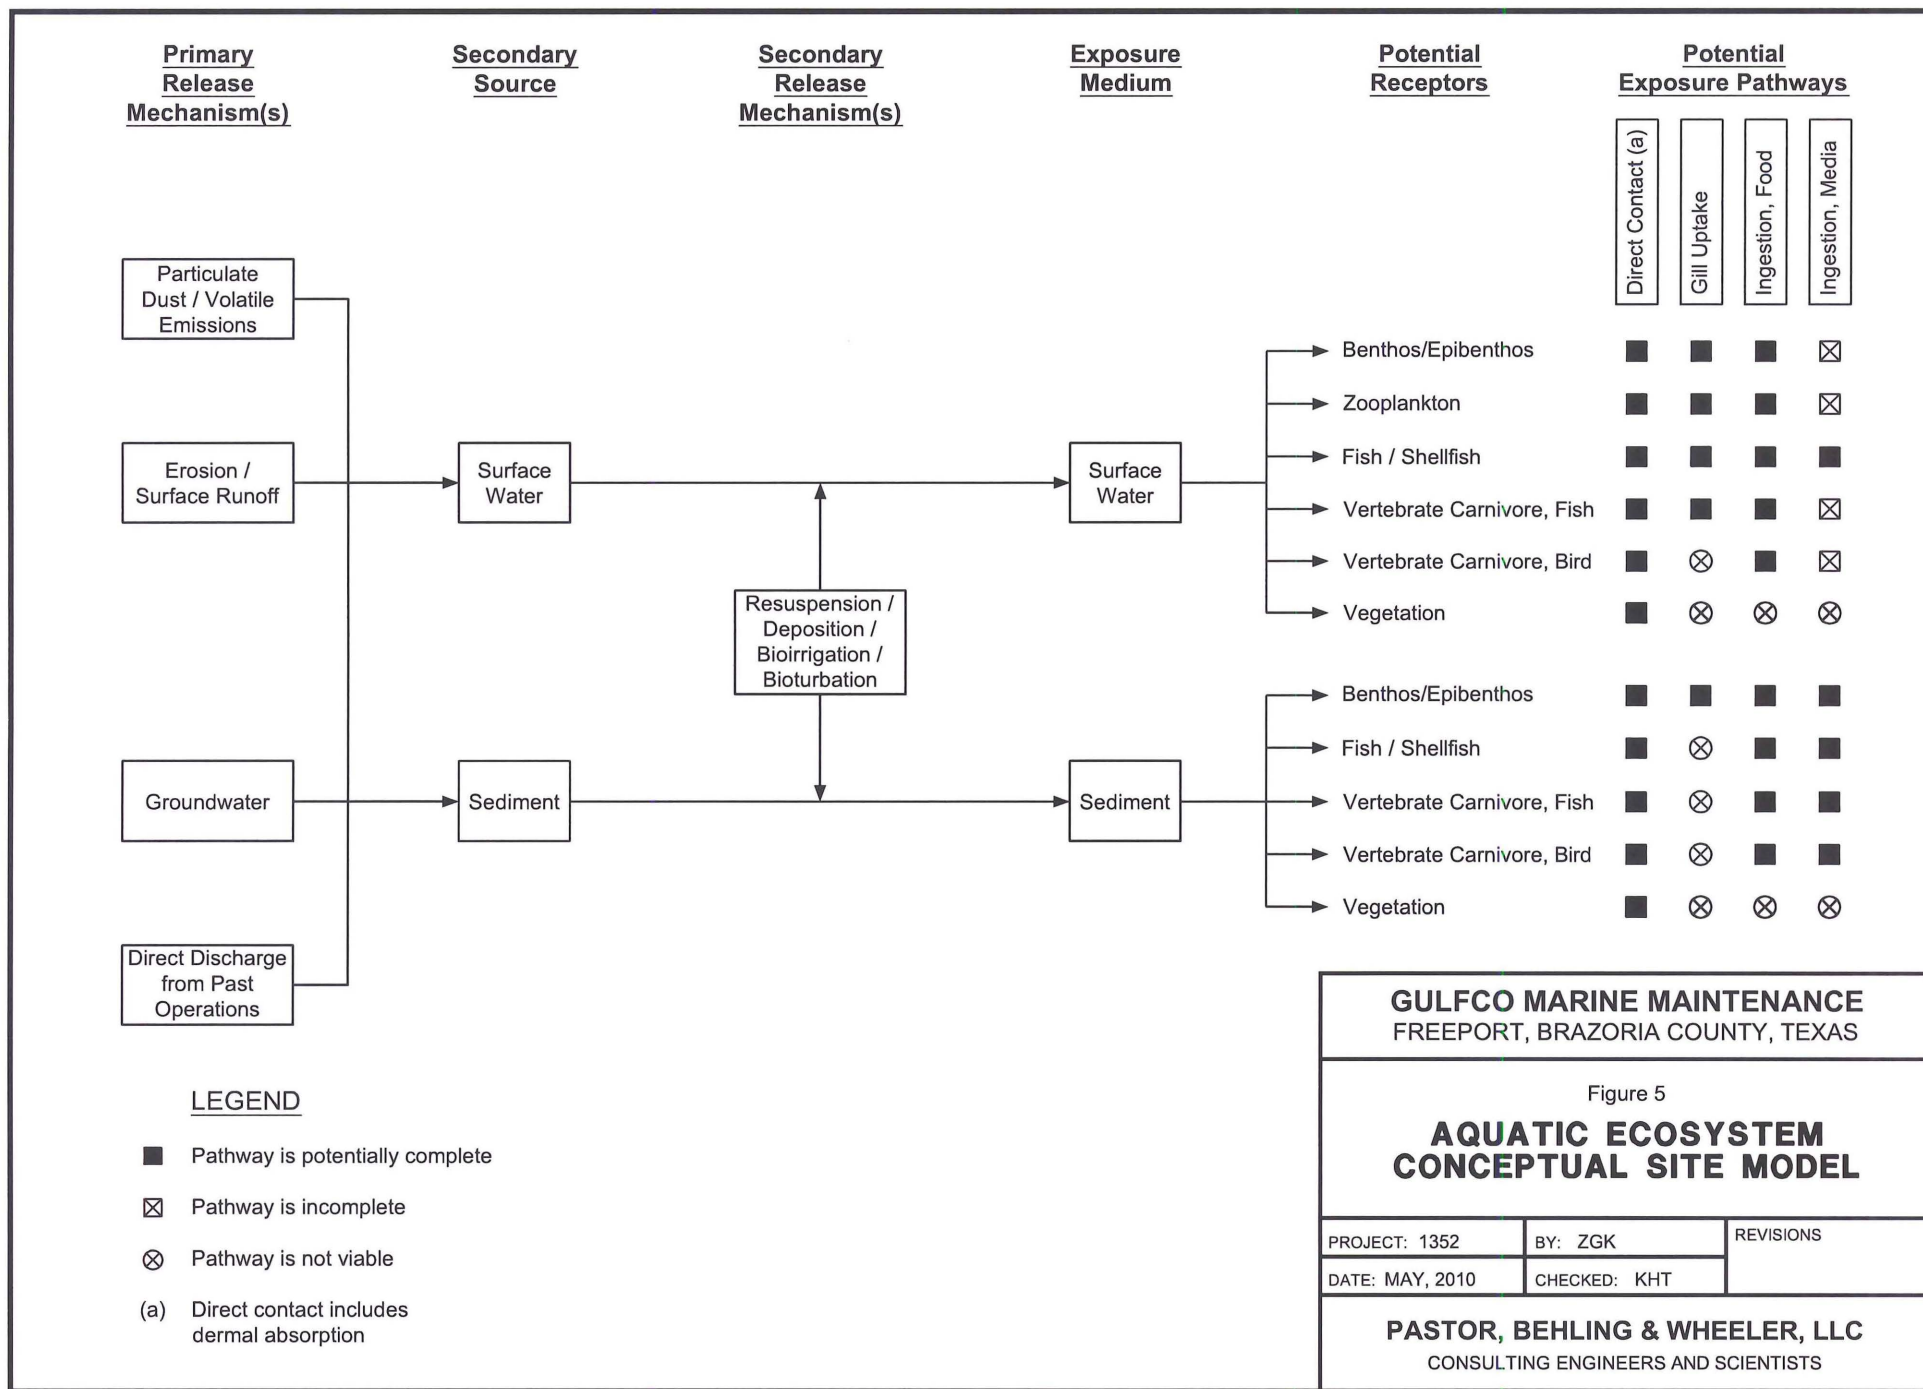 Primary
Release
Mechanism(s)
Secondary
Source
Secondary
Release
Mechanism(s)
Exposure
Medium
Potential
Receptors
Potential
Exposure Pathways
Direct Contact (a)
Gill Uptake
Ingestion, Food
Ingestion, Media
Particulate
Dust / Volatile
Emissions
Erosion /
Surface Runoff
Groundwater
Direct Discharge
from Past
Operations
Surface
Water
Sediment
Resuspension /
Deposition /
Bioirrigation /
Bioturbation
Surface
Water
Sediment
Benthos/Epibenthos
Zooplankton
Fish / Shellfish
Vertebrate Carnivore, Fish
Vertebrate Carnivore, Bird
Vegetation
Benthos/Epibenthos
Fish / Shellfish
Vertebrate Carnivore, Fish
Vertebrate Carnivore, Bird
Vegetation
LEGEND
Pathway is potentially complete
Pathway is incomplete
Pathway is not viable
(a) Direct contact includes
dermal absorption
GULFCO MARINE MAINTENANCE
FREEPORT, BRAZORIA COUNTY, TEXAS
Figure 5
AQUATIC ECOSYSTEM
CONCEPTUAL SITE MODEL
PROJECT: 1352
BY: ZGK
REVISIONS
DATE: MAY, 2010
CHECKED: KHT
PASTOR, BEHLING & WHEELER, LLC
CONSULTING ENGINEERS AND SCIENTISTS